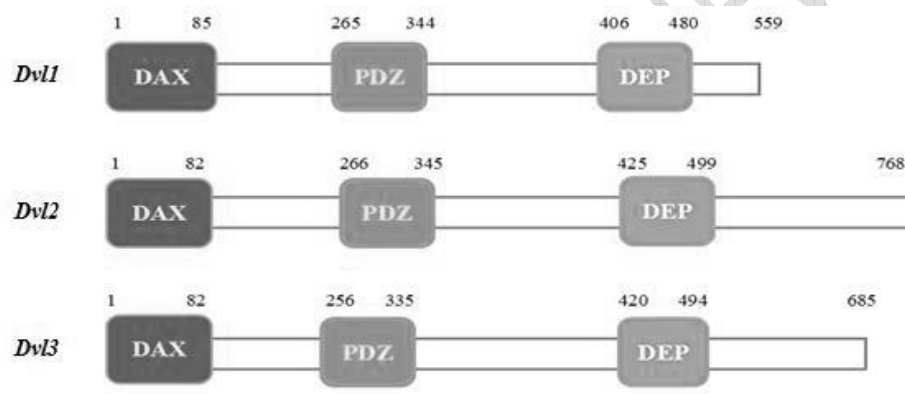 1 85 265 344 406 480 559
Dvl1 DAX PDZ DEP
1 82 266 345 425 499 768
Dvl2 DAX PDZ DEP
1 82 256 335 420 494 685
Dvl3 DAX PDZ DEP